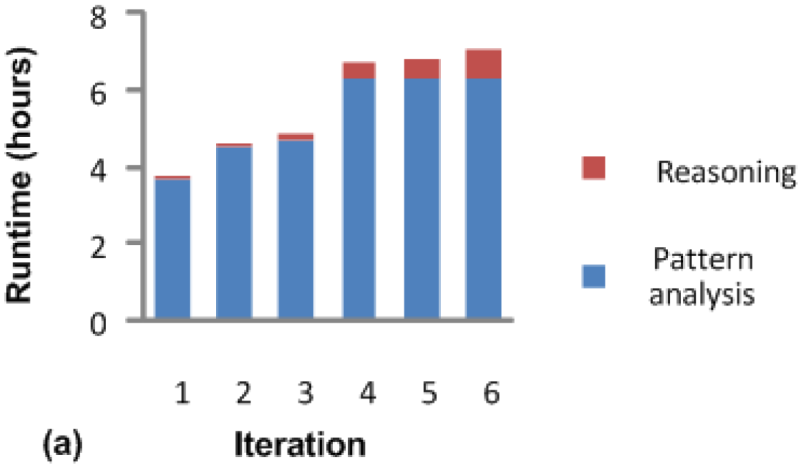 8
6
4
2
0
Runtime (hours)
1 2 3 4 5 6
(a) Iteration
Reasoning
Pattern
analysis